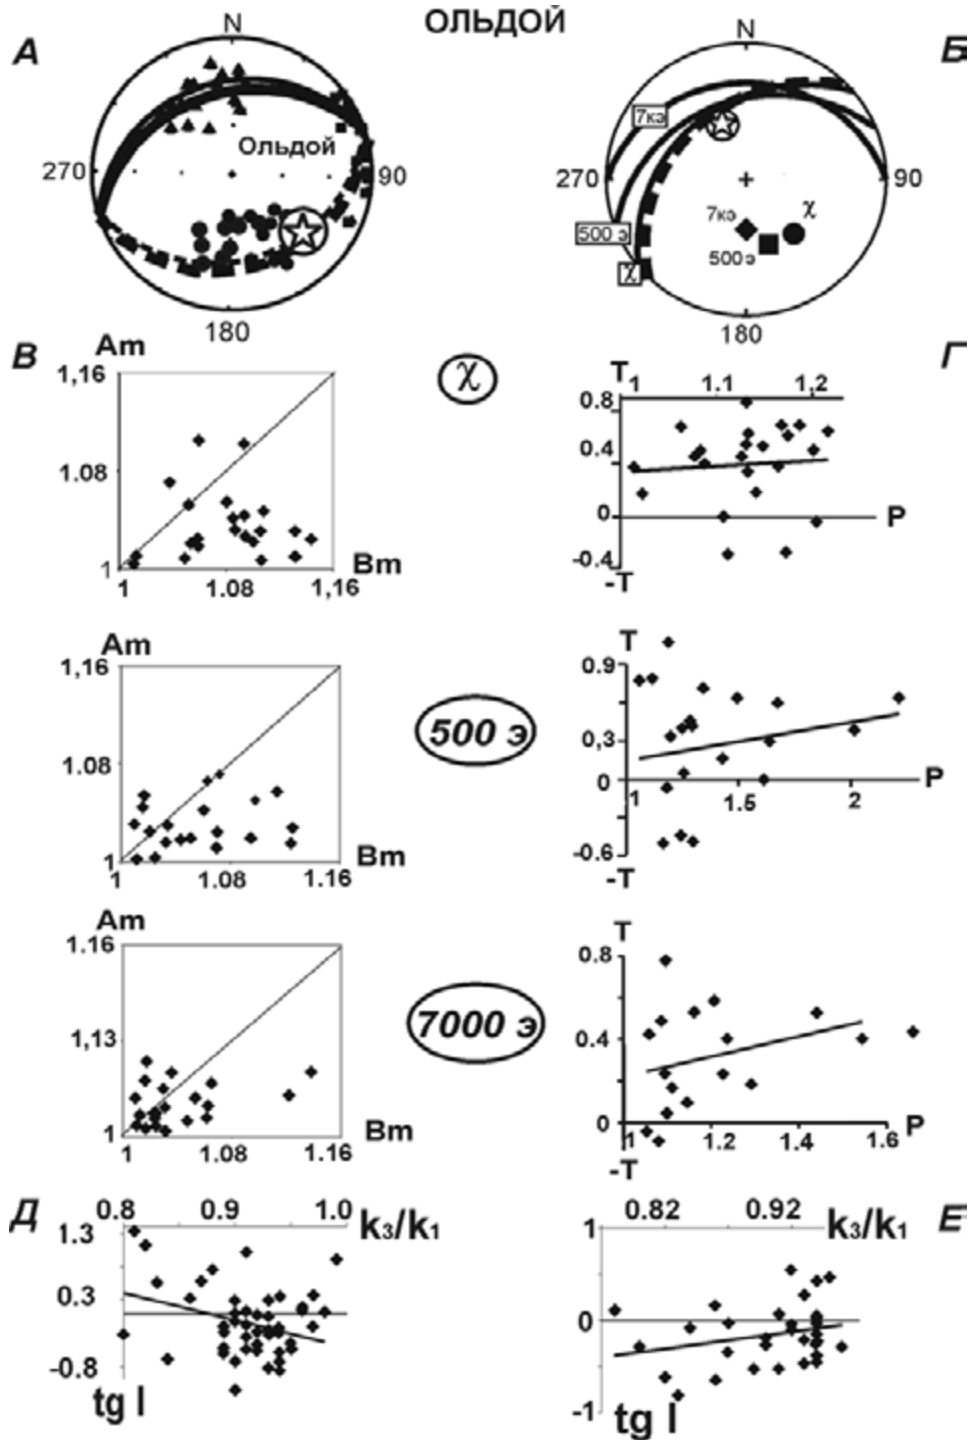 ОЛЬДОЙ
А
N
Ольдой
270
90
180
Б
N
7кэ
270
90
7кэ
χ
500 э
500э
χ
180
В
Am
1,16
1.08
1
Bm
1
1.08
1,16
χ
Г
T1
1
1.1
1.2
0.8
0.4
0
P
-0.4
-T
Am
1,16
1.08
1
Bm
1
1.08
1.16
500 э
T
0.9
0,3
0
P
1
1.5
2
-0.6
-T
Am
1.16
1,13
1
Bm
1
1.08
1.16
7000 э
T
0.8
0.4
0
P
1
1.2
1.4
1.6
-T
Д
0.8
0.9
1.0
k3/k1
1.3
0.3
-0.8
tg I
Е
0.82
0.92
k3/k1
1
0
-1
tg I